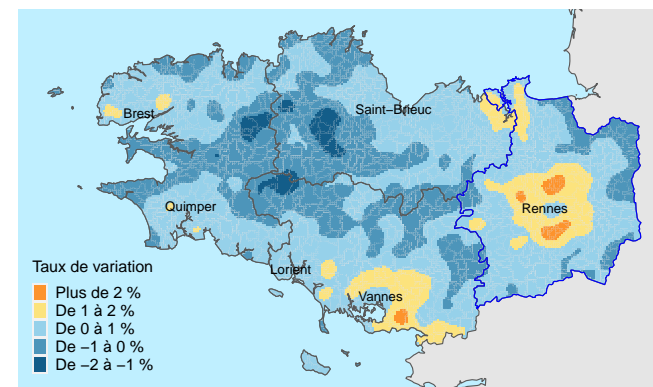 Brest
Saint−Brieuc
Quimper
Rennes
Lorient
Vannes
Taux de variation
Plus de 2 %
De 1 à 2 %
De 0 à 1 %
De −1 à 0 %
De −2 à −1 %